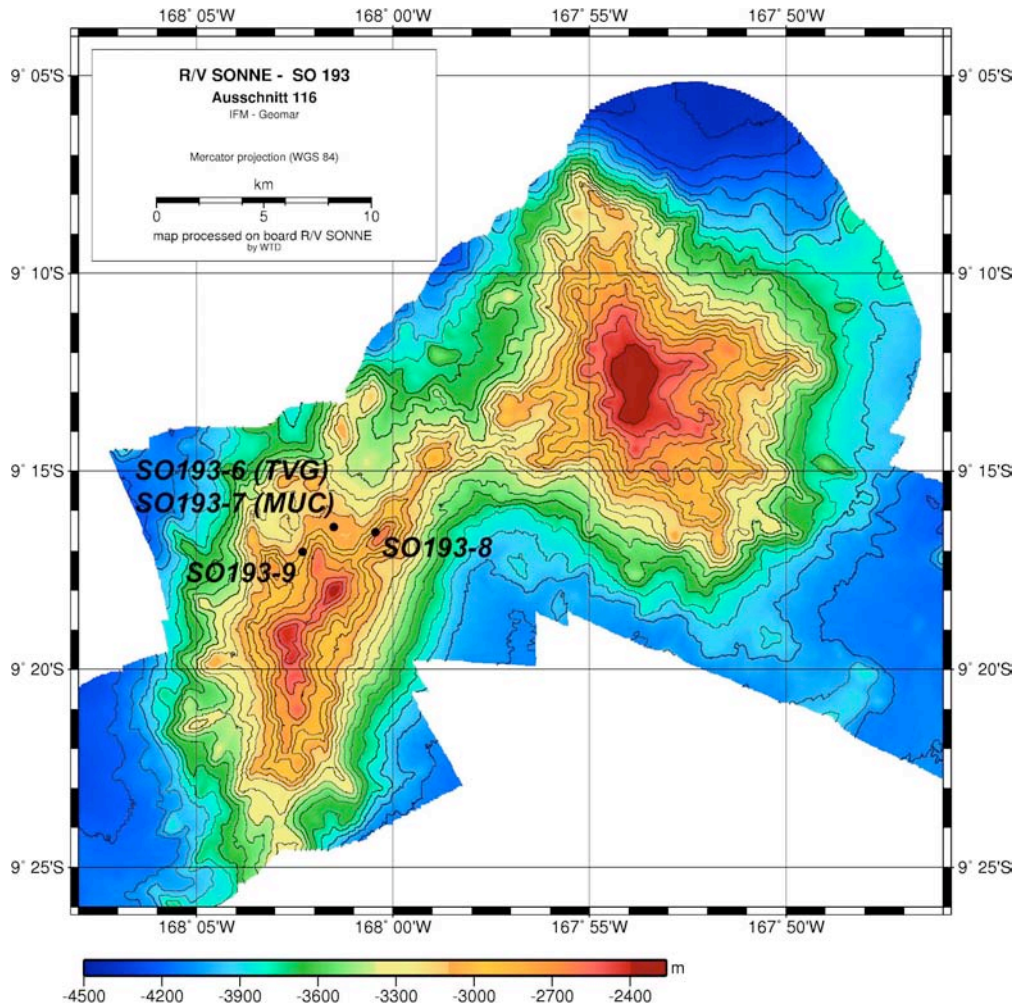 168° 05'W 168° 00'W 167° 55'W 167° 50'W
9° 05'S 9° 05'S
R/V SONNE - SO 193
Ausschnitt 116
IFM - Geomar
Mercator projection (WGS 84)
km
0 5 10
map processed on board R/V SONNE
by WTD
9° 10'S 9° 10'S
9° 15'S 9° 15'S
SO193-6 (TVG)
SO193-7 (MUC)
SO193-8
SO193-9
9° 20'S 9° 20'S
9° 25'S 9° 25'S
168° 05'W 168° 00'W 167° 55'W 167° 50'W
m
-4500 -4200 -3900 -3600 -3300 -3000 -2700 -2400